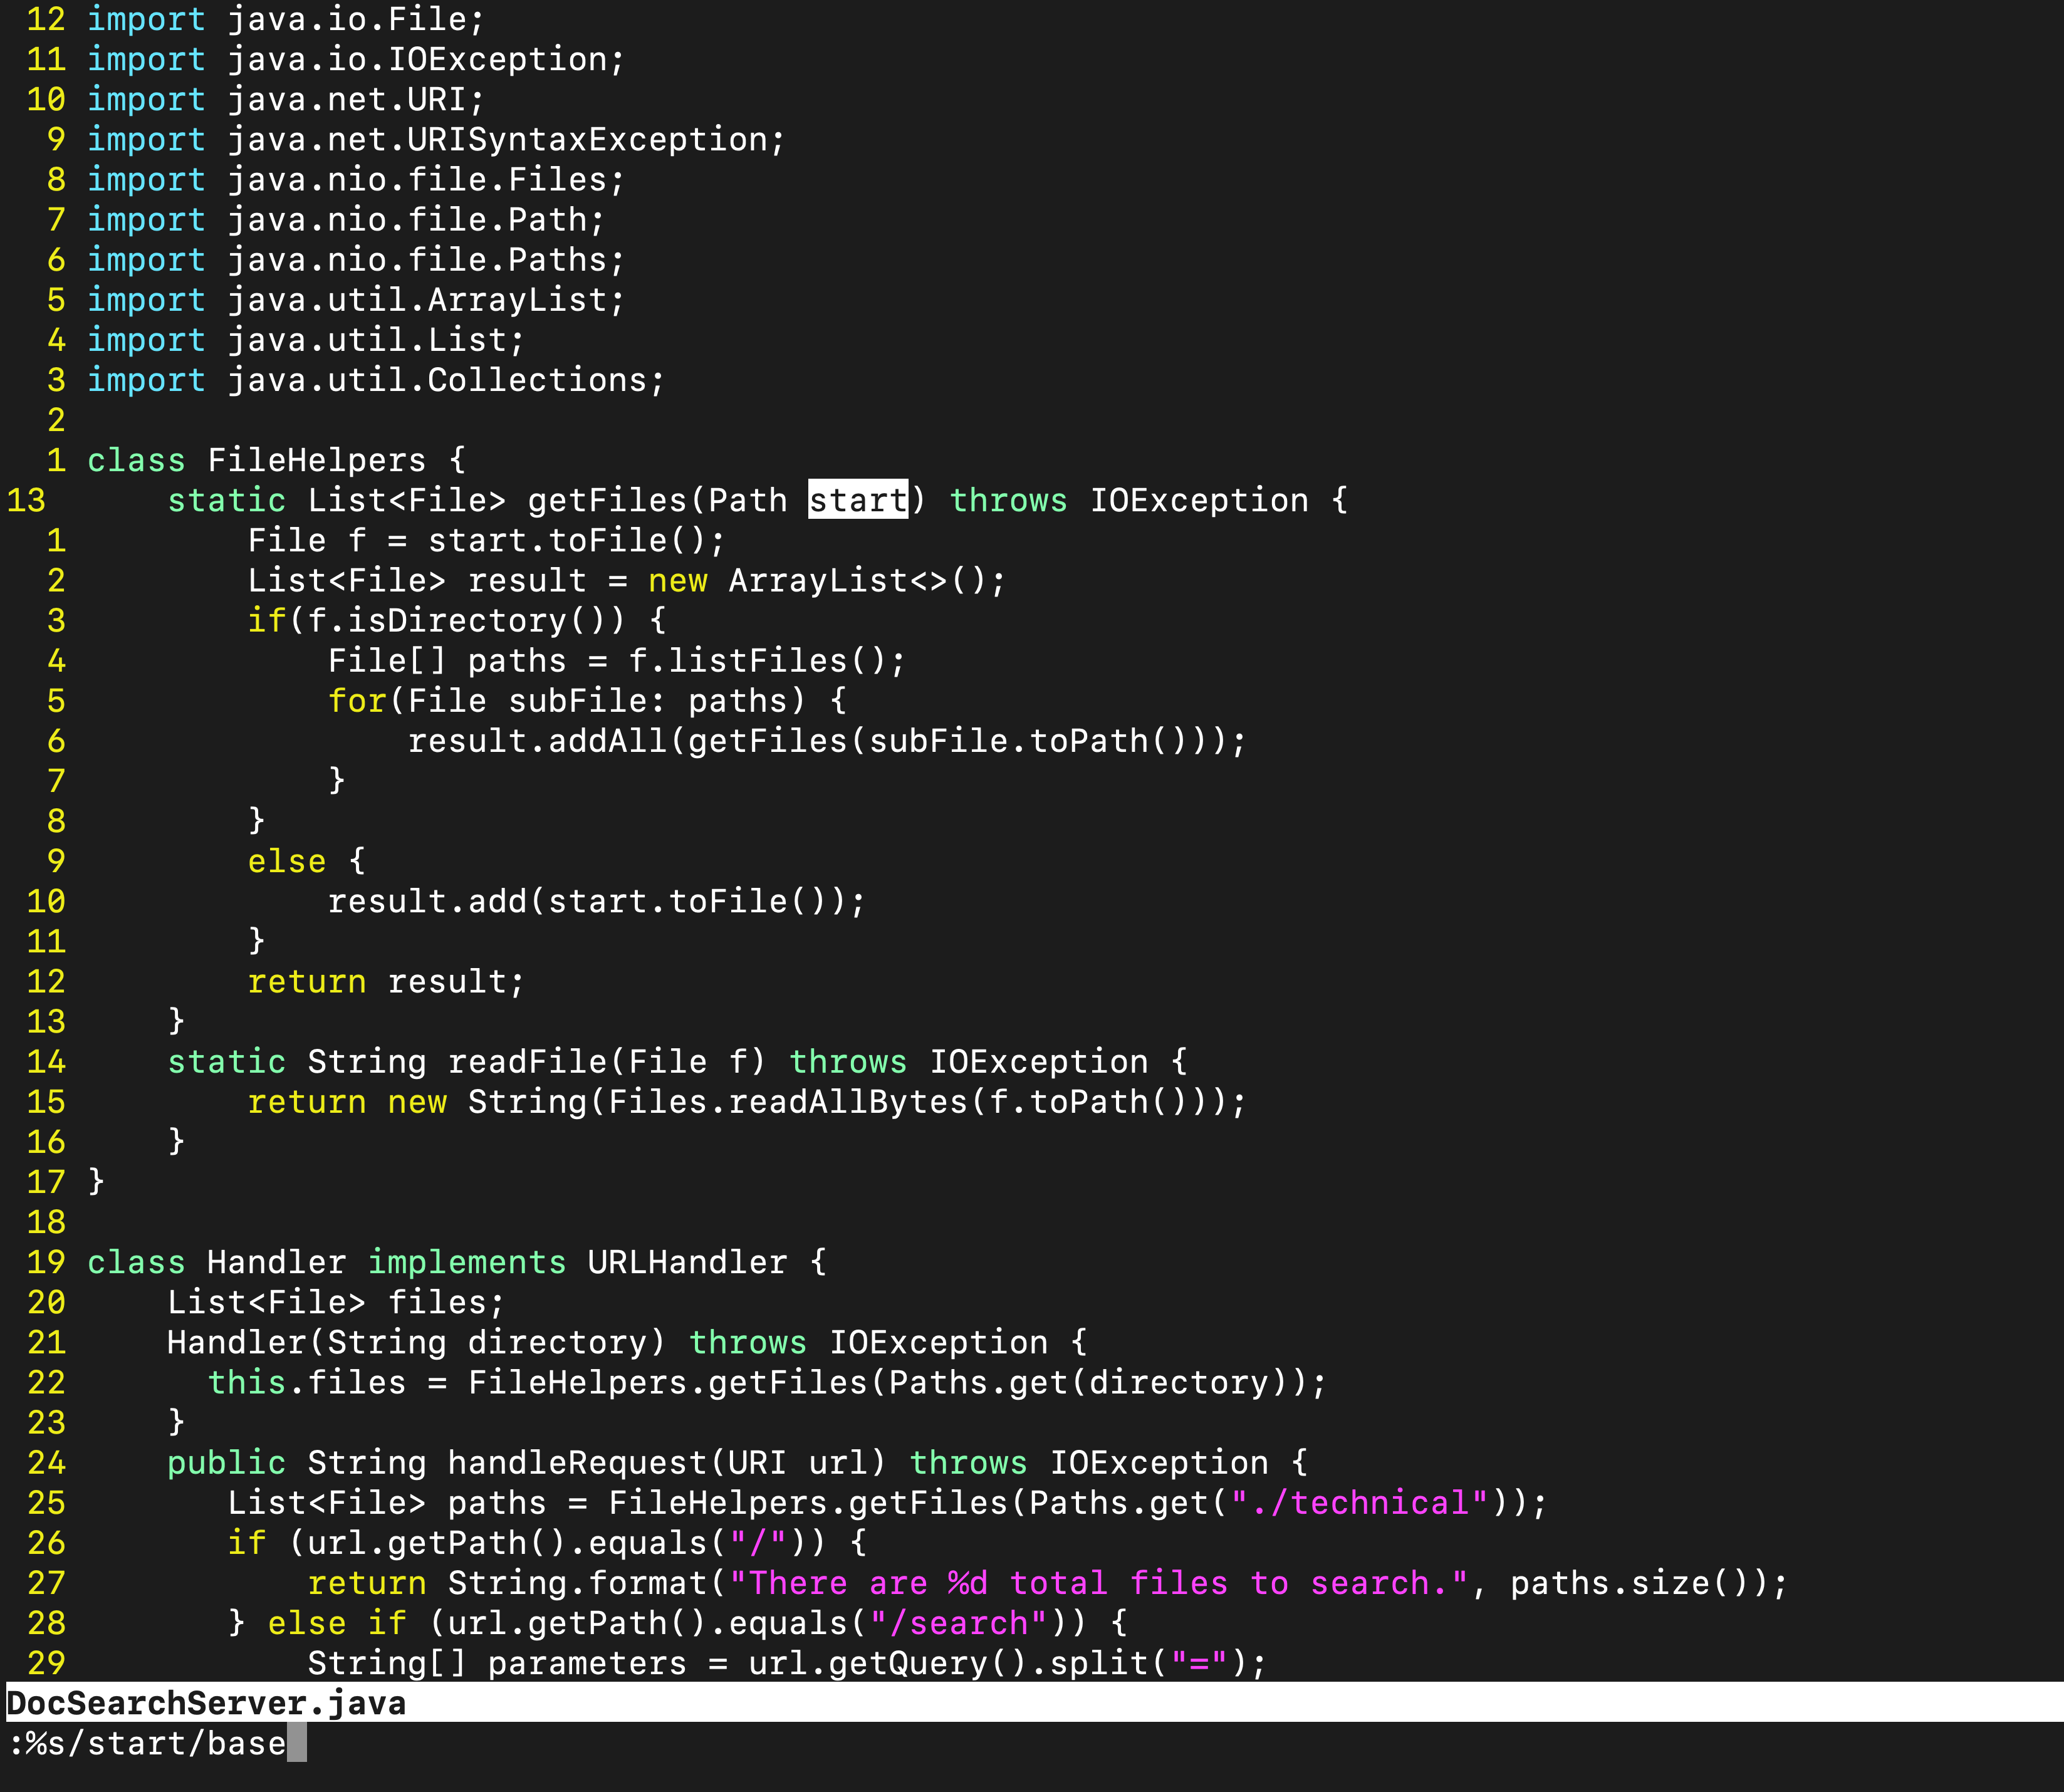 12 import java.io.File;
11 import java.io.IOException;
10 import java.net.URI;
9 import java.net.URISyntaxException;
8 import java.nio.file.Files;
7 import java.nio.file.Path;
6 import java.nio.file.Paths;
5 import java.util.ArrayList;
4 import java.util.List;
3 import java.util.Collections;
2
1 class FileHelpers {
13      static List<File> getFiles(Path start) throws IOException {
1         File f = start.toFile();
2         List<File> result = new ArrayList<>();
3         if(f.isDirectory()) {
4             File[] paths = f.listFiles();
5             for(File subFile: paths) {
6                 result.addAll(getFiles(subFile.toPath()));
7             }
8         }
9         else {
10             result.add(start.toFile());
11         }
12         return result;
13     }
14     static String readFile(File f) throws IOException {
15         return new String(Files.readAllBytes(f.toPath()));
16     }
17 }
18
19 class Handler implements URLHandler {
20     List<File> files;
21     Handler(String directory) throws IOException {
22       this.files = FileHelpers.getFiles(Paths.get(directory));
23     }
24     public String handleRequest(URI url) throws IOException {
25        List<File> paths = FileHelpers.getFiles(Paths.get("./technical"));
26        if (url.getPath().equals("/")) {
27            return String.format("There are %d total files to search.", paths.size());
28        } else if (url.getPath().equals("/search")) {
29            String[] parameters = url.getQuery().split("=");
DocSearchServer.java
:%s/start/base